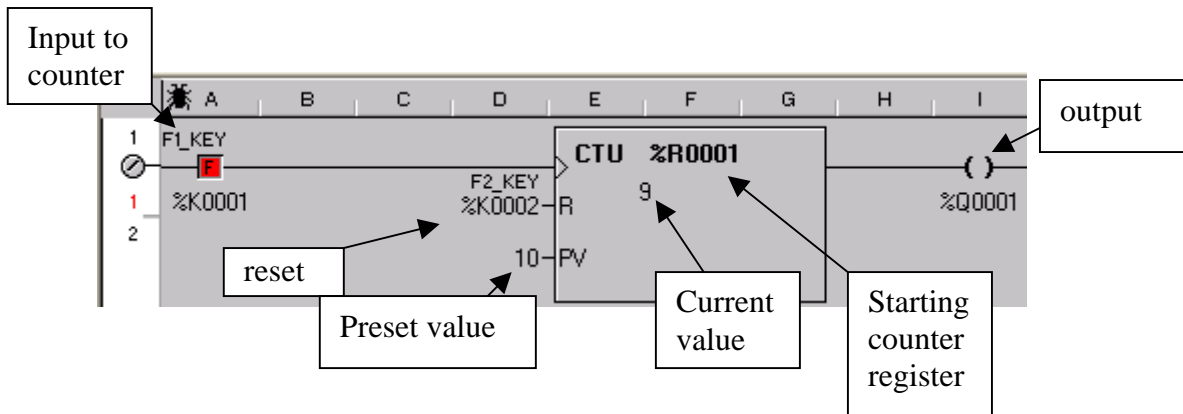 Input to
counter
A B C D E F G H I
output
1
F1_KEY
F
CTU %R0001
( )
1
%K0001
F2_KEY
9
%Q0001
%K0002
R
2
reset
10
PV
Preset value
Current
value
Starting
counter
register